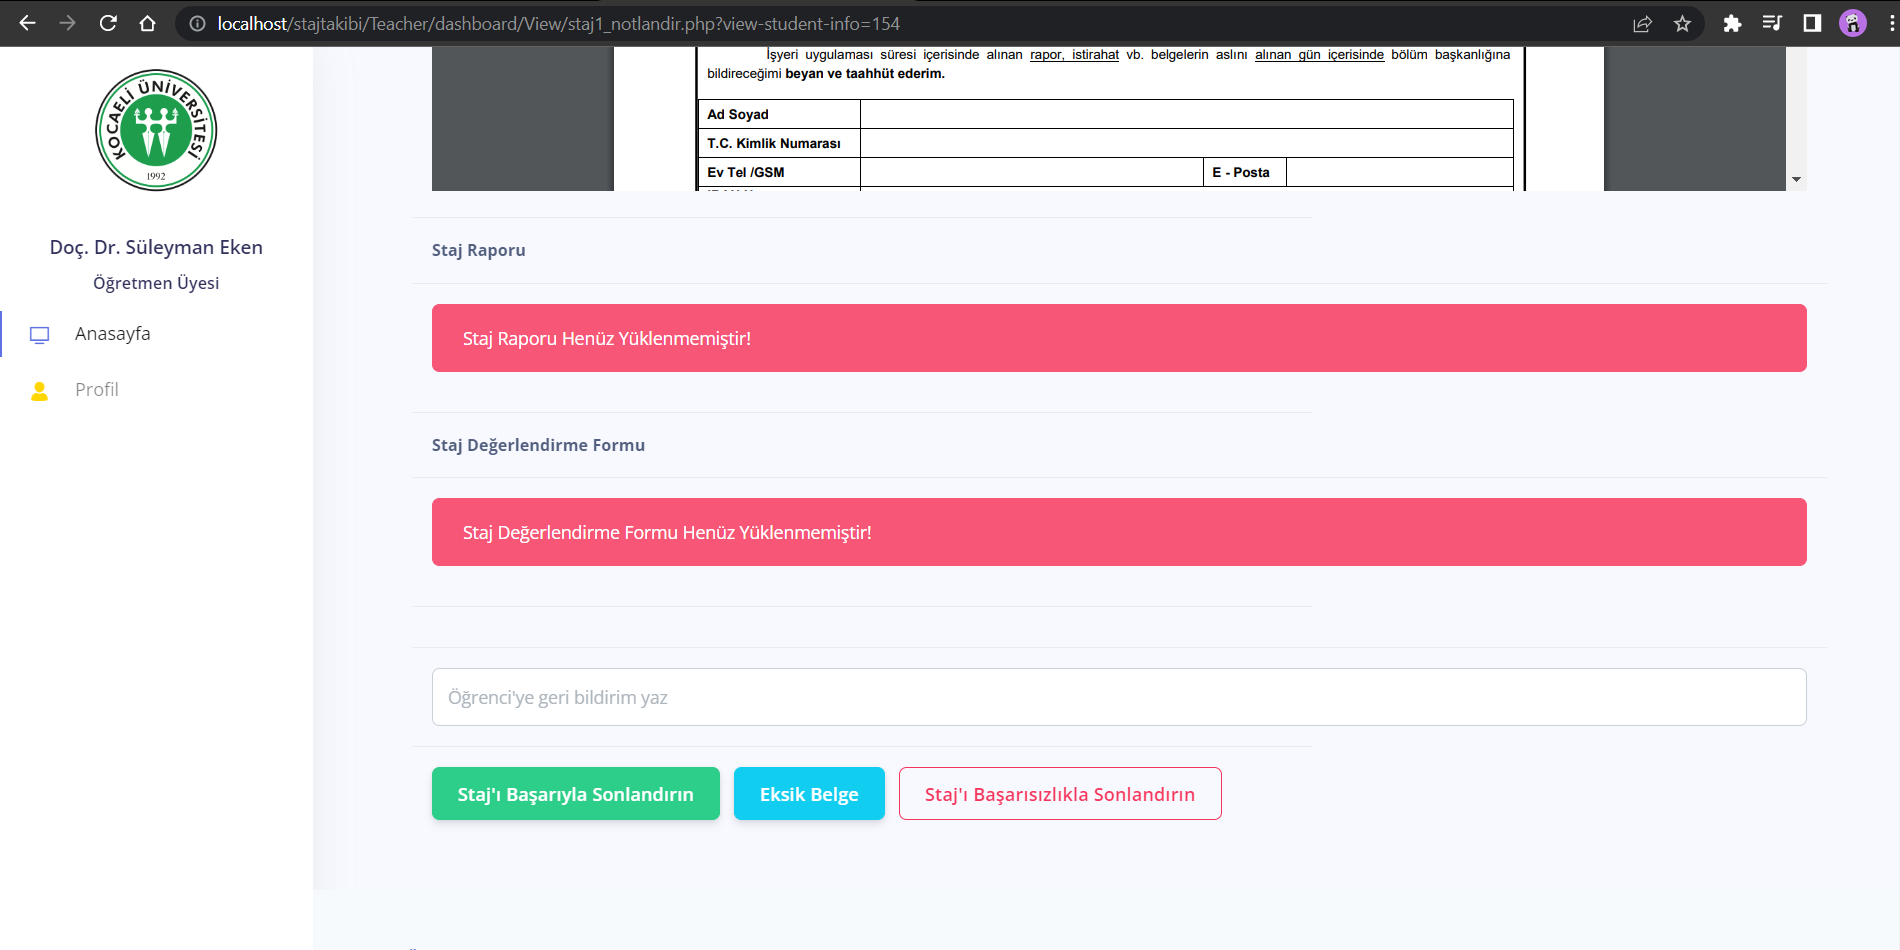 localhost/stajtakibi/Teacher/dashboard/View/staj1_notlandir.php?view-student-info=154
KOCAELİ ÜNİVERSİTESİ
1992
Doç. Dr. Süleyman Eken
Öğretmen Üyesi
Anasayfa
Profil
İşyeri uygulaması süresi içerisinde alınan rapor, istirahat vb. belgelerin aslını alınan gün içerisinde bölüm başkanlığına
bildireceğimi beyan ve taahhüt ederim.
Ad Soyad
T.C. Kimlik Numarası
Ev Tel /GSM E - Posta
Staj Raporu
Staj Raporu Henüz Yüklenmemiştir!
Staj Değerlendirme Formu
Staj Değerlendirme Formu Henüz Yüklenmemiştir!
Öğrenci'ye geri bildirim yaz
Staj'ı Başarıyla Sonlandırın Eksik Belge Staj'ı Başarısızlıkla Sonlandırın